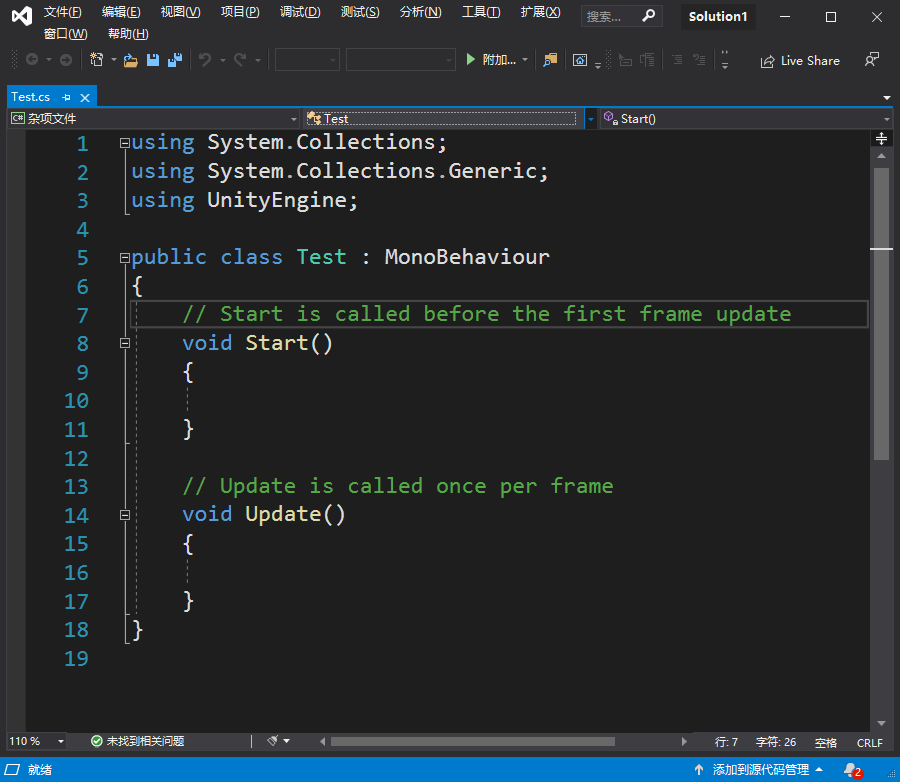 文件(F) 编辑(E) 视图(V) 项目(P) 调试(D) 测试(S) 分析(N) 工具(T) 扩展(X) 搜索... Solution1
窗口(W) 帮助(H)
附加... Live Share
Test.cs
C# 杂项文件 Test Start()
1 using System.Collections;
2 using System.Collections.Generic;
3 using UnityEngine;
4
5 public class Test : MonoBehaviour
6 {
7 // Start is called before the first frame update
8 void Start()
9 {
10
11 }
12
13 // Update is called once per frame
14 void Update()
15 {
16
17 }
18 }
19
110 % 未找到相关问题 行: 7 字符: 26 空格 CRLF
就绪 添加到源代码管理 2